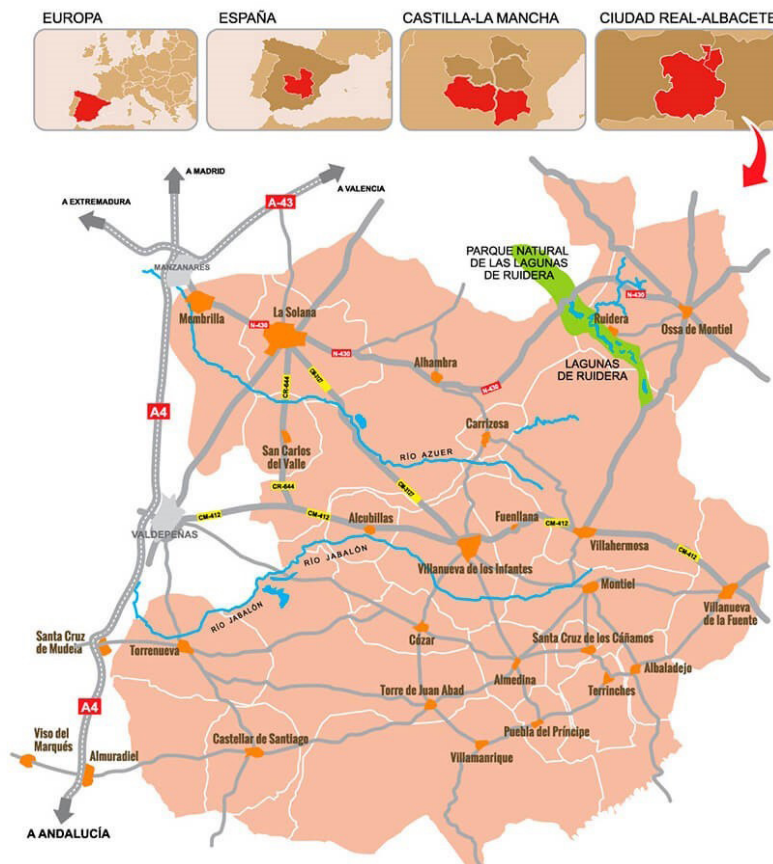 EUROPA
ESPAÑA
CASTILLA-LA MANCHA
CIUDAD REAL-ALBACETE
A MADRID
A EXTREMADURA
A-43
A VALENCIA
PARQUE NATURAL
DE LAS LAGUNAS
DE RUIDERA
MANZANARES
Membrilla
La Solana
N-430
N-430
N-430
N-430
Ruidera
Ossa de Montiel
LAGUNAS
DE RUIDERA
Alhambra
A4
CR-644
CM-3127
Carrizosa
San Carlos
del Valle
RÍO AZUER
CR-644
CM-3127
CM-412
CM-412
VALDEPEÑAS
Alcubillas
Fuenllana
CM-412
Villahermosa
CM-412
RÍO JABALÓN
Villanueva de los Infantes
Montiel
Villanueva
de la Fuente
RÍO JABALÓN
Santa Cruz
de Mudela
Torrenueva
Cózar
Santa Cruz de los Cáñamos
Almedina
Albaladejo
Terrinches
A4
Torre de Juan Abad
Puebla del Príncipe
Viso del
Marqués
Almuradiel
Castellar de Santiago
Villamanrique
A ANDALUCÍA